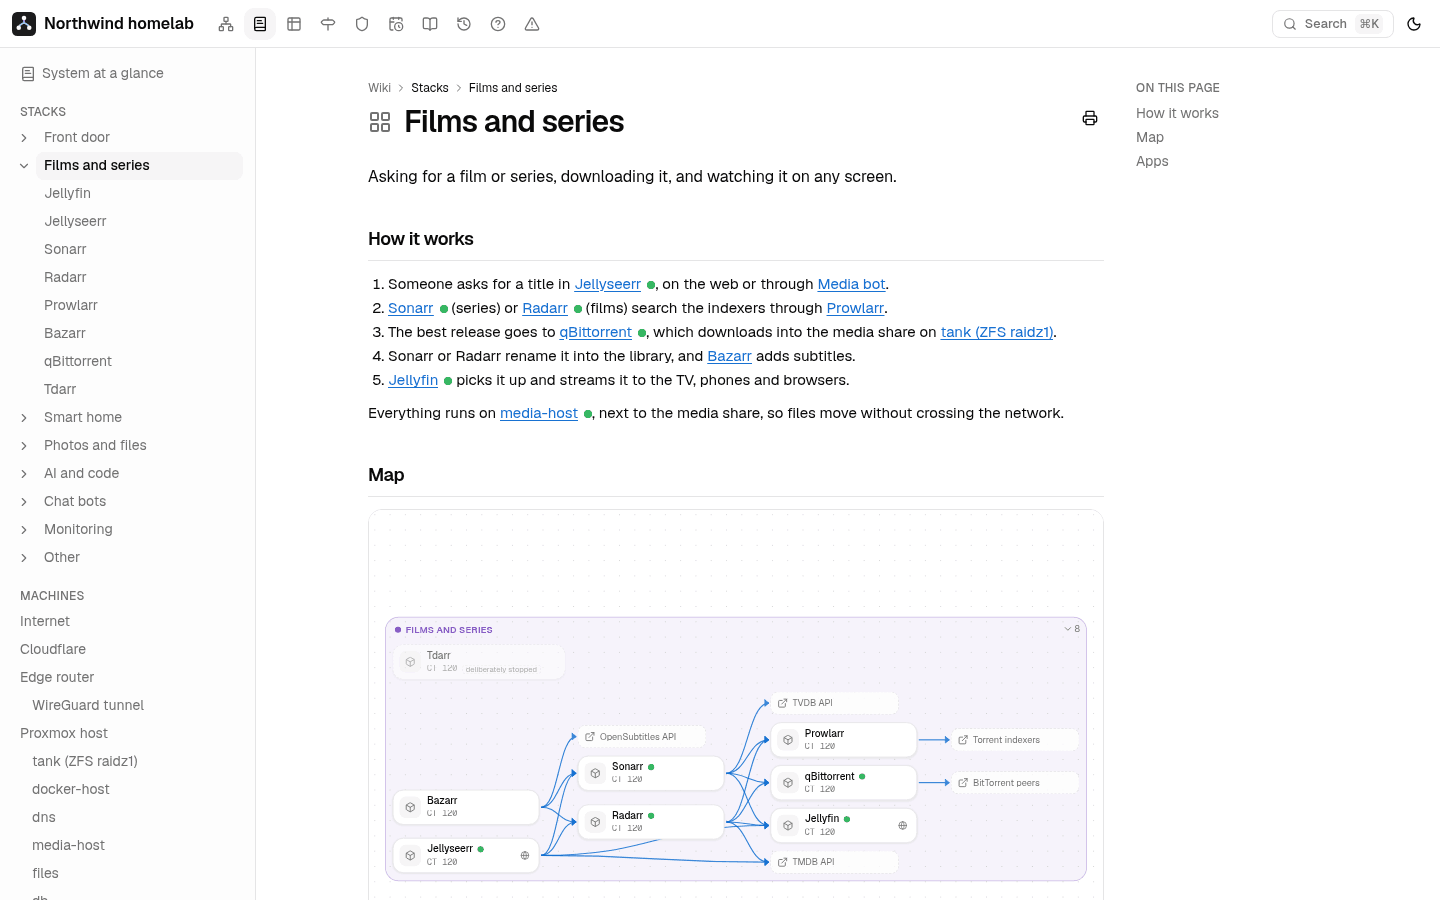 Northwind homelab
Search ⌘K
System at a glance
STACKS
Front door
Films and series
Jellyfin
Jellyseerr
Sonarr
Radarr
Prowlarr
Bazarr
qBittorrent
Tdarr
Smart home
Photos and files
AI and code
Chat bots
Monitoring
Other
MACHINES
Internet
Cloudflare
Edge router
WireGuard tunnel
Proxmox host
tank (ZFS raidz1)
docker-host
dns
media-host
files
db
Wiki > Stacks > Films and series
Films and series
Asking for a film or series, downloading it, and watching it on any screen.
How it works
1. Someone asks for a title in Jellyseerr, on the web or through Media bot.
2. Sonarr (series) or Radarr (films) search the indexers through Prowlarr.
3. The best release goes to qBittorrent, which downloads into the media share on tank (ZFS raidz1).
4. Sonarr or Radarr rename it into the library, and Bazarr adds subtitles.
5. Jellyfin picks it up and streams it to the TV, phones and browsers.
Everything runs on media-host, next to the media share, so files move without crossing the network.
Map
FILMS AND SERIES 8
Tdarr
CT 120 deliberately stopped
TVDB API
OpenSubtitles API
Prowlarr
CT 120
Torrent indexers
Sonarr
CT 120
qBittorrent
CT 120
BitTorrent peers
Bazarr
CT 120
Radarr
CT 120
Jellyfin
CT 120
Jellyseerr
CT 120
TMDB API
ON THIS PAGE
How it works
Map
Apps